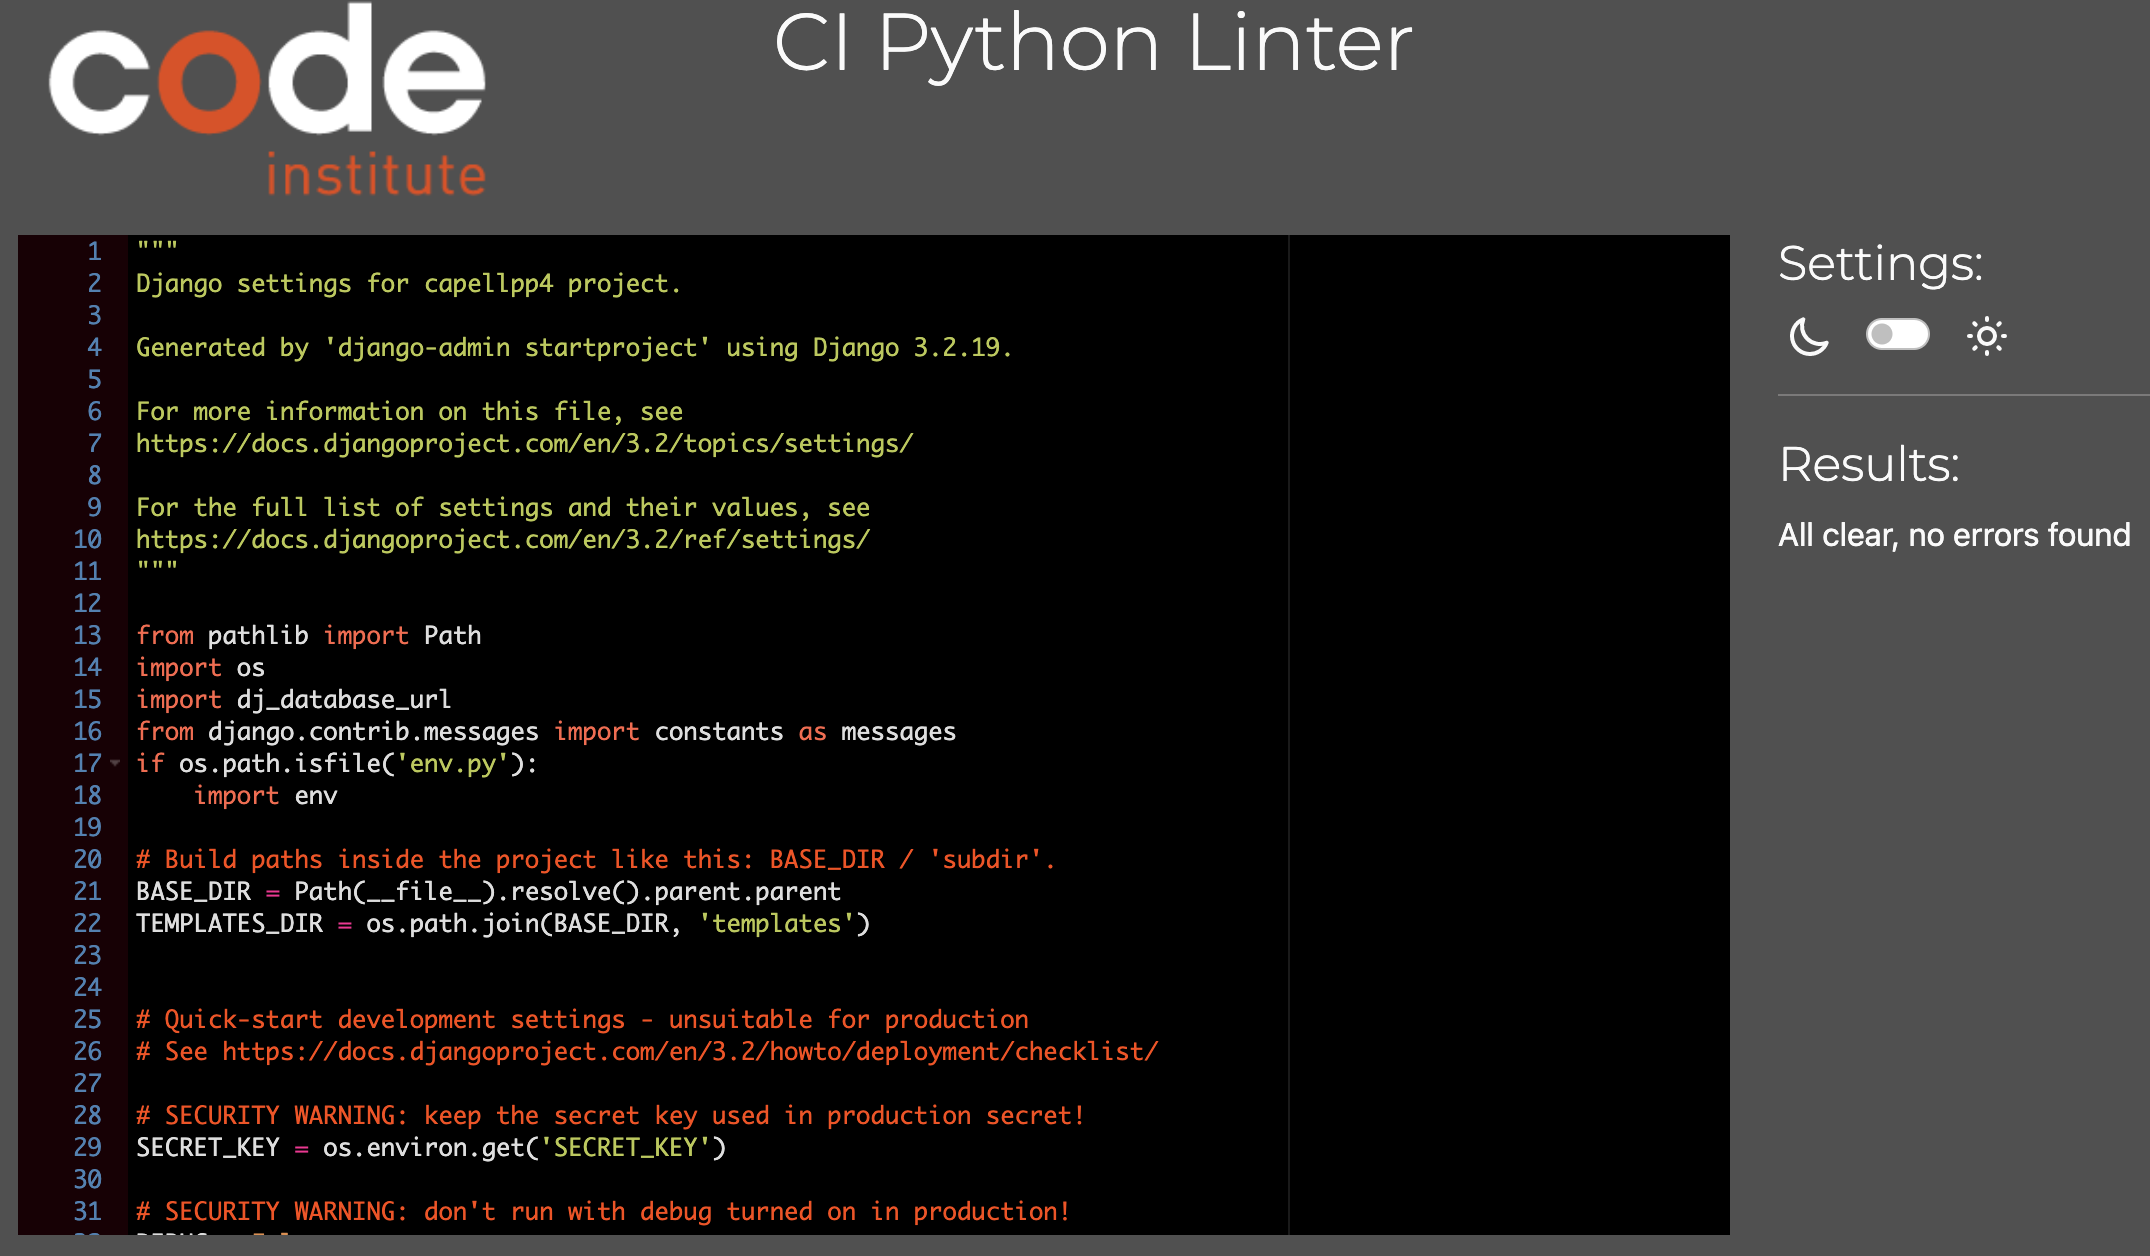 code
institute
CI Python Linter
1 """
2 Django settings for capellpp4 project.
3
4 Generated by 'django-admin startproject' using Django 3.2.19.
5
6 For more information on this file, see
7 https://docs.djangoproject.com/en/3.2/topics/settings/
8
9 For the full list of settings and their values, see
10 https://docs.djangoproject.com/en/3.2/ref/settings/
11 """
12
13 from pathlib import Path
14 import os
15 import dj_database_url
16 from django.contrib.messages import constants as messages
17 if os.path.isfile('env.py'):
18     import env
19
20 # Build paths inside the project like this: BASE_DIR / 'subdir'.
21 BASE_DIR = Path(__file__).resolve().parent.parent
22 TEMPLATES_DIR = os.path.join(BASE_DIR, 'templates')
23
24
25 # Quick-start development settings - unsuitable for production
26 # See https://docs.djangoproject.com/en/3.2/howto/deployment/checklist/
27
28 # SECURITY WARNING: keep the secret key used in production secret!
29 SECRET_KEY = os.environ.get('SECRET_KEY')
30
31 # SECURITY WARNING: don't run with debug turned on in production!
Settings:
Results:
All clear, no errors found